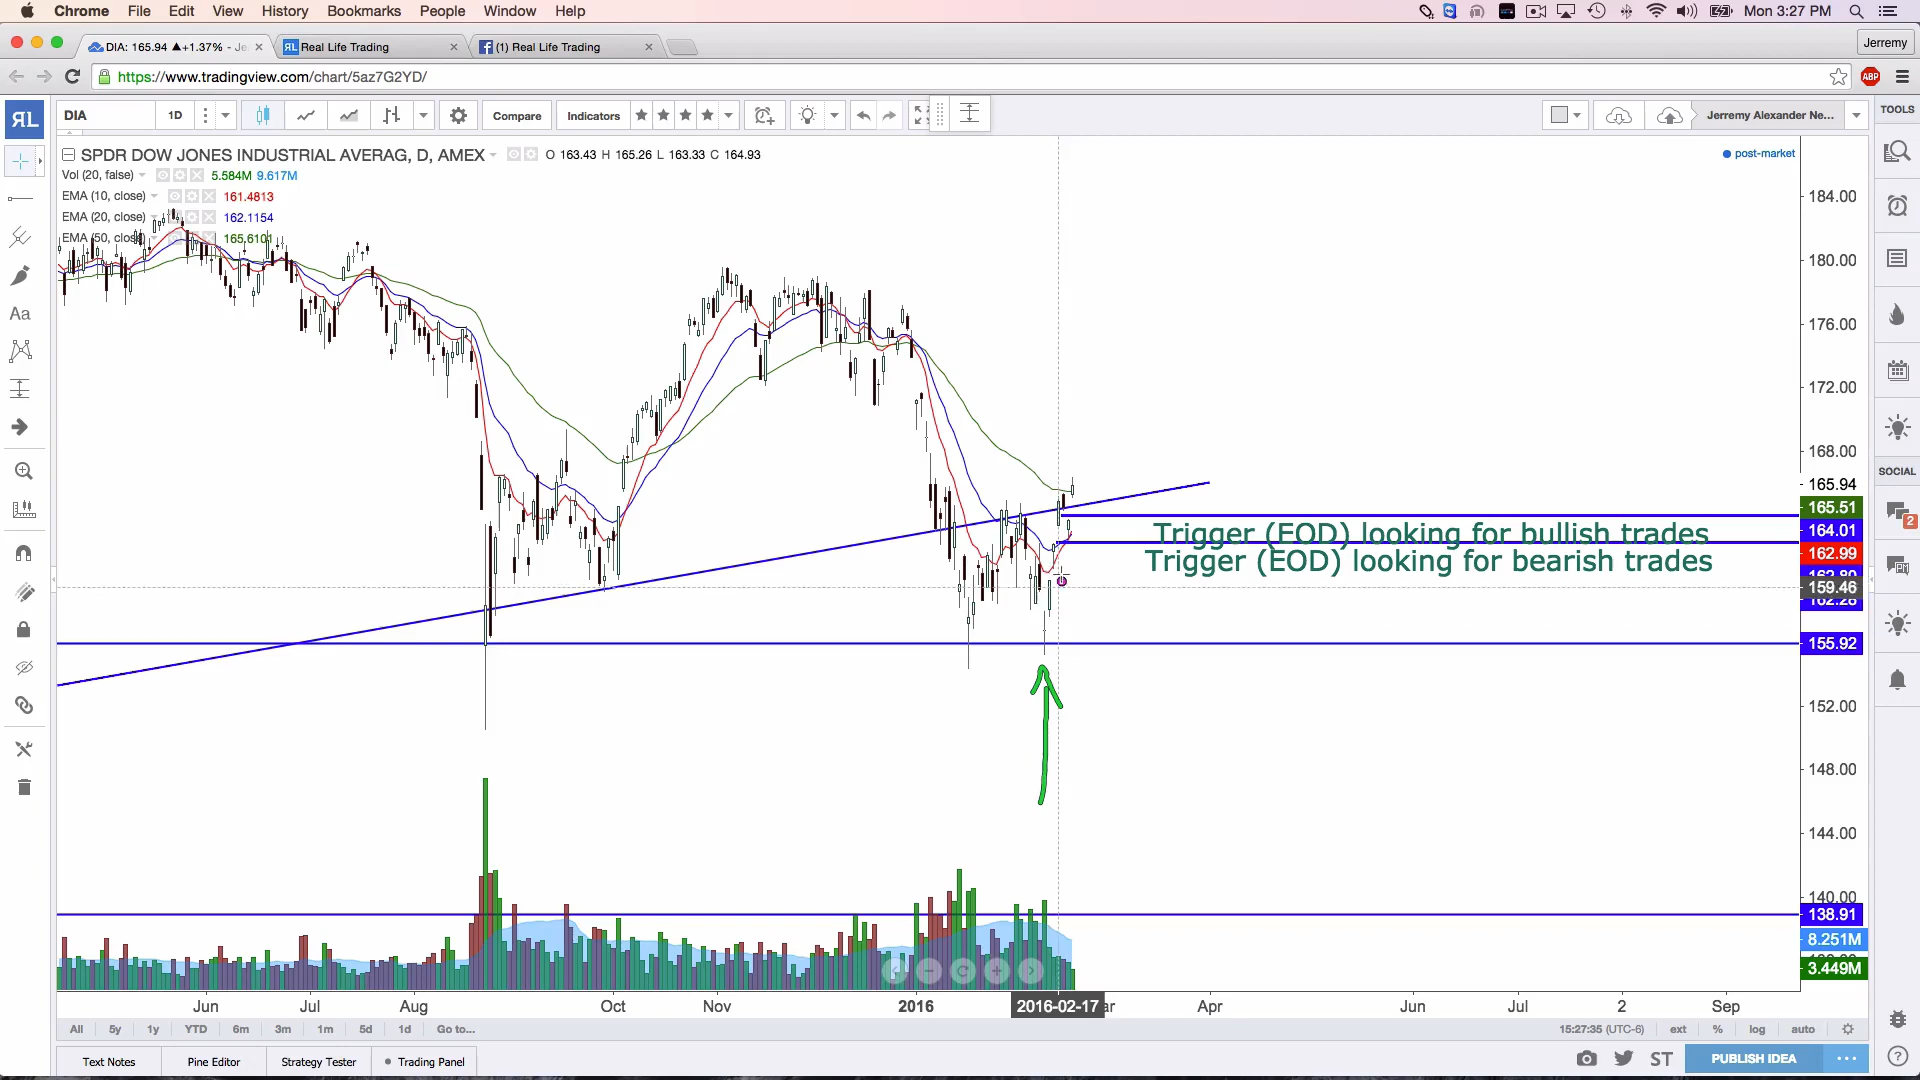 Chrome File Edit View History Bookmarks People Window Help Mon 3:27 PM
DIA: 165.94 ▲+1.37% - Je Real Life Trading (1) Real Life Trading Jerremy
https://www.tradingview.com/chart/5az7G2YD/ ABP
RL DIA 1D Compare Indicators Jerremy Alexander Ne... TOOLS
SPDR DOW JONES INDUSTRIAL AVERAG, D, AMEX O 163.43 H 165.26 L 163.33 C 164.93 post-market
Vol (20, false) 5.584M 9.617M
EMA (10, close) 161.4813
EMA (20, close) 162.1154
EMA (50, close) 165.6101
Aa
184.00
180.00
176.00
172.00
168.00
SOCIAL
165.94
165.51
Trigger (EOD) looking for bullish trades
164.01
Trigger (EOD) looking for bearish trades
162.99
159.46
162.28
155.92
152.00
148.00
144.00
140.00
138.91
8.251M
3.449M
2
Jun Jul Aug Oct Nov 2016 2016-02-17 ar Apr Jun Jul 2 Sep
All 5y 1y YTD 6m 3m 1m 5d 1d Go to... 15:27:35 (UTC-6) ext % log auto
Text Notes Pine Editor Strategy Tester Trading Panel ST PUBLISH IDEA ...